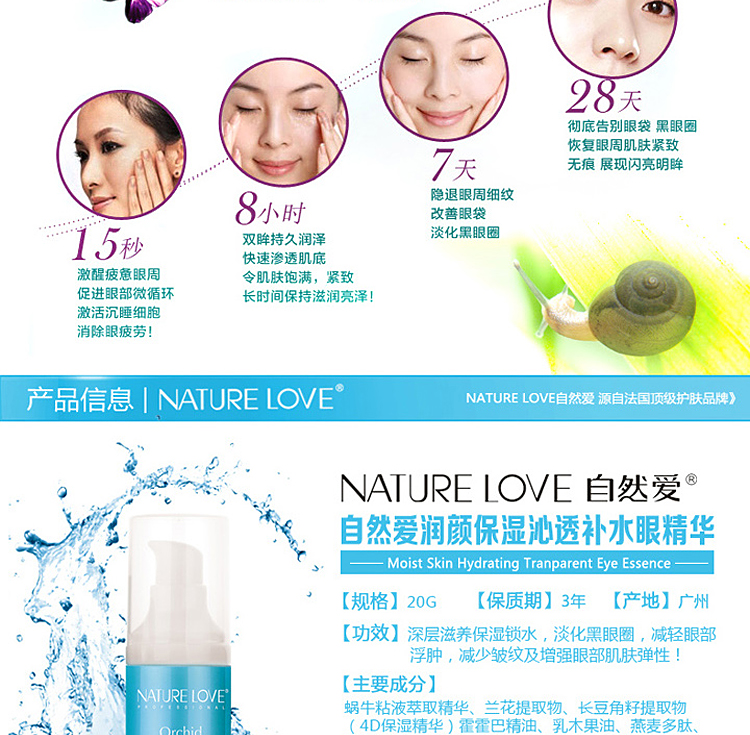 28天
彻底告别眼袋 黑眼圈
恢复眼周肌肤紧致
无痕 展现闪亮明眸
7天
隐退眼周细纹
改善眼袋
淡化黑眼圈
8小时
双眸持久润泽
快速渗透肌底
令肌肤饱满，紧致
长时间保持滋润亮泽！
15秒
激醒疲惫眼周
促进眼部微循环
激活沉睡细胞
消除眼疲劳！
产品信息 | NATURE LOVE®
NATURE LOVE自然爱 源自法国顶级护肤品牌》
NATURE LOVE 自然爱®
自然爱润颜保湿沁透补水眼精华
Moist Skin Hydrating Tranparent Eye Essence
【规格】20G 【保质期】3年 【产地】广州
【功效】深层滋养保湿锁水，淡化黑眼圈，减轻眼部
浮肿，减少皱纹及增强眼部肌肤弹性！
【主要成分】
蜗牛粘液萃取精华、兰花提取物、长豆角籽提取物
（4D保湿精华）霍霍巴精油、乳木果油、燕麦多肽、
NATURE LOVE®
PROFESSIONAL
Orchid